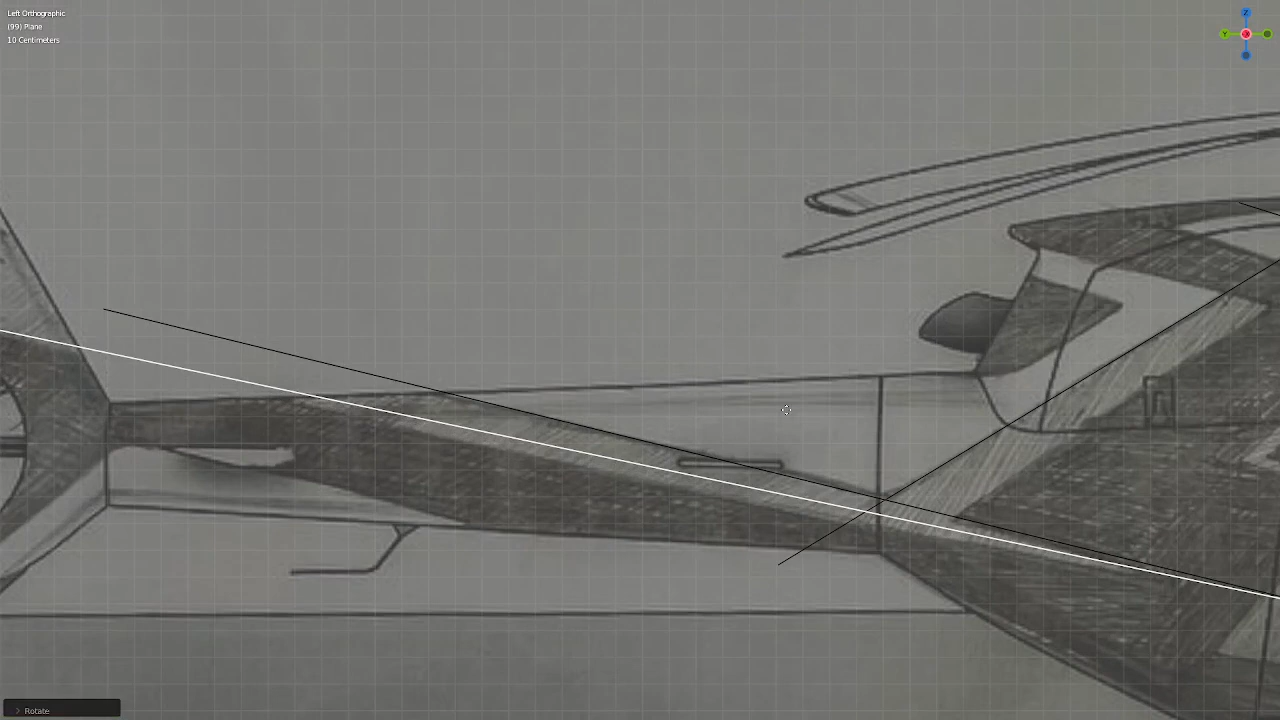 Left Orthographic
(99) Plane
10 Centimeters
Z
Y
X
Rotate